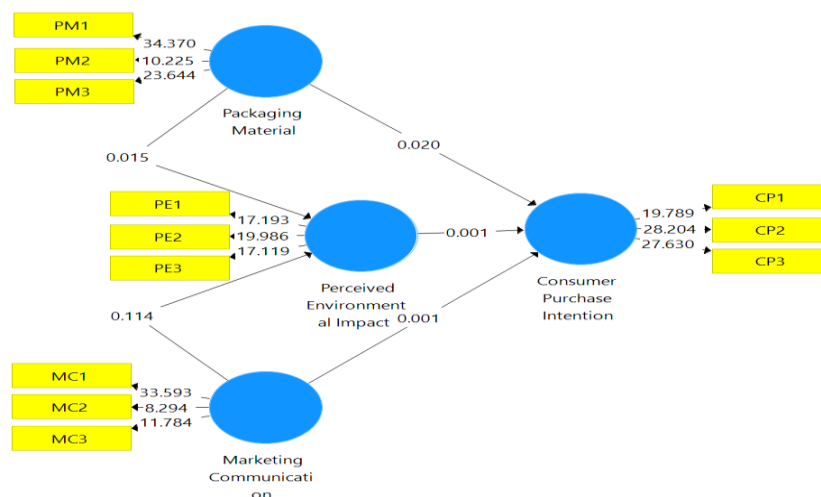 PM1
34.370
PM2
10.225
23.644
PM3
Packaging
Material
0.015
0.020
PE1
17.193
PE2
19.986
17.119
PE3
0.001
CP1
19.789
CP2
28.204
27.630
CP3
Perceived
Environment
al Impact
Consumer
Purchase
Intention
0.114
0.001
MC1
33.593
MC2
8.294
11.784
MC3
Marketing
Communicati
on